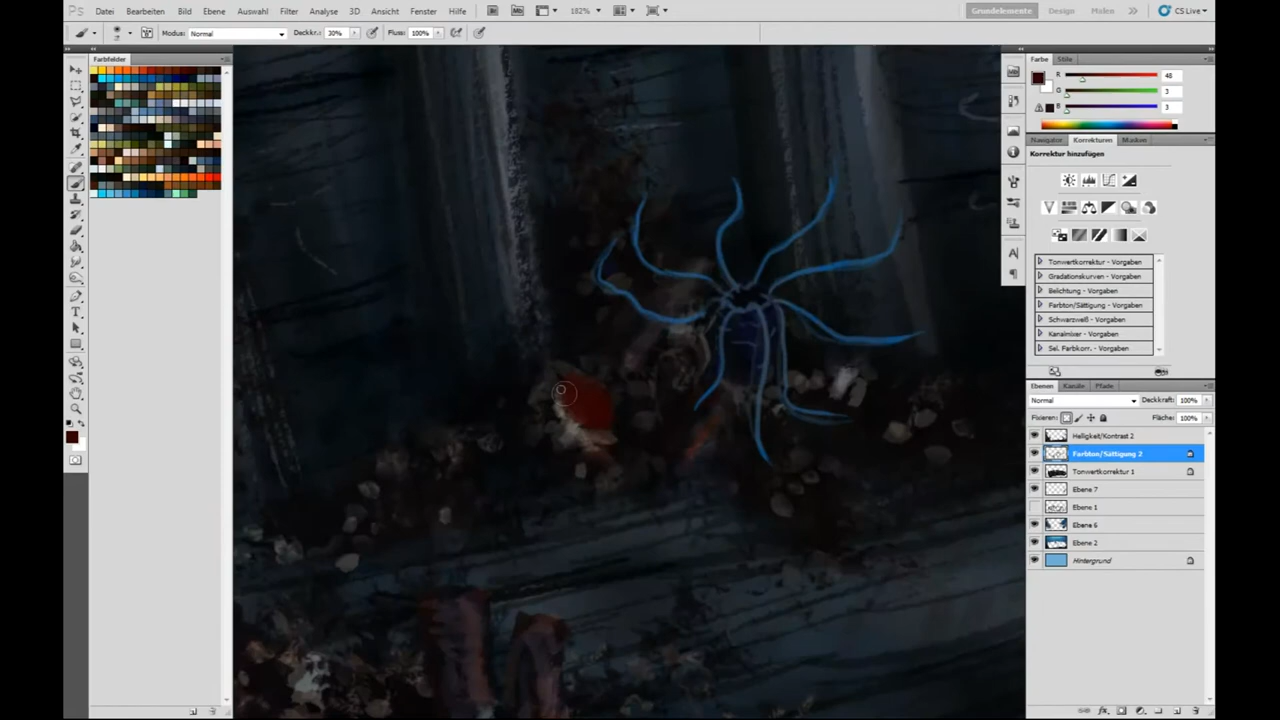 Ps Datei Bearbeiten Bild Ebene Auswahl Filter Analyse 3D Ansicht Fenster Hilfe Mb 182% Grundelemente Design Malen CS Live
Modus: Normal Deckkr.: 30% Fluss: 100%
Farbfelder
Farbe Stile
R 48
G 3
B 3
Navigator Korrekturen Masken
Korrektur hinzufügen
Tonwertkorrektur - Vorgaben
Gradationskurven - Vorgaben
Belichtung - Vorgaben
Farbton/Sättigung - Vorgaben
Schwarzweiß - Vorgaben
Kanalmixer - Vorgaben
Sel. Farbkorr. - Vorgaben
Ebenen Kanäle Pfade
Normal Deckkraft: 100%
Fixieren: Fläche: 100%
Helligkeit/Kontrast 2
Farbton/Sättigung 2
Tonwertkorrektur 1
Ebene 7
Ebene 1
Ebene 6
Ebene 2
Hintergrund